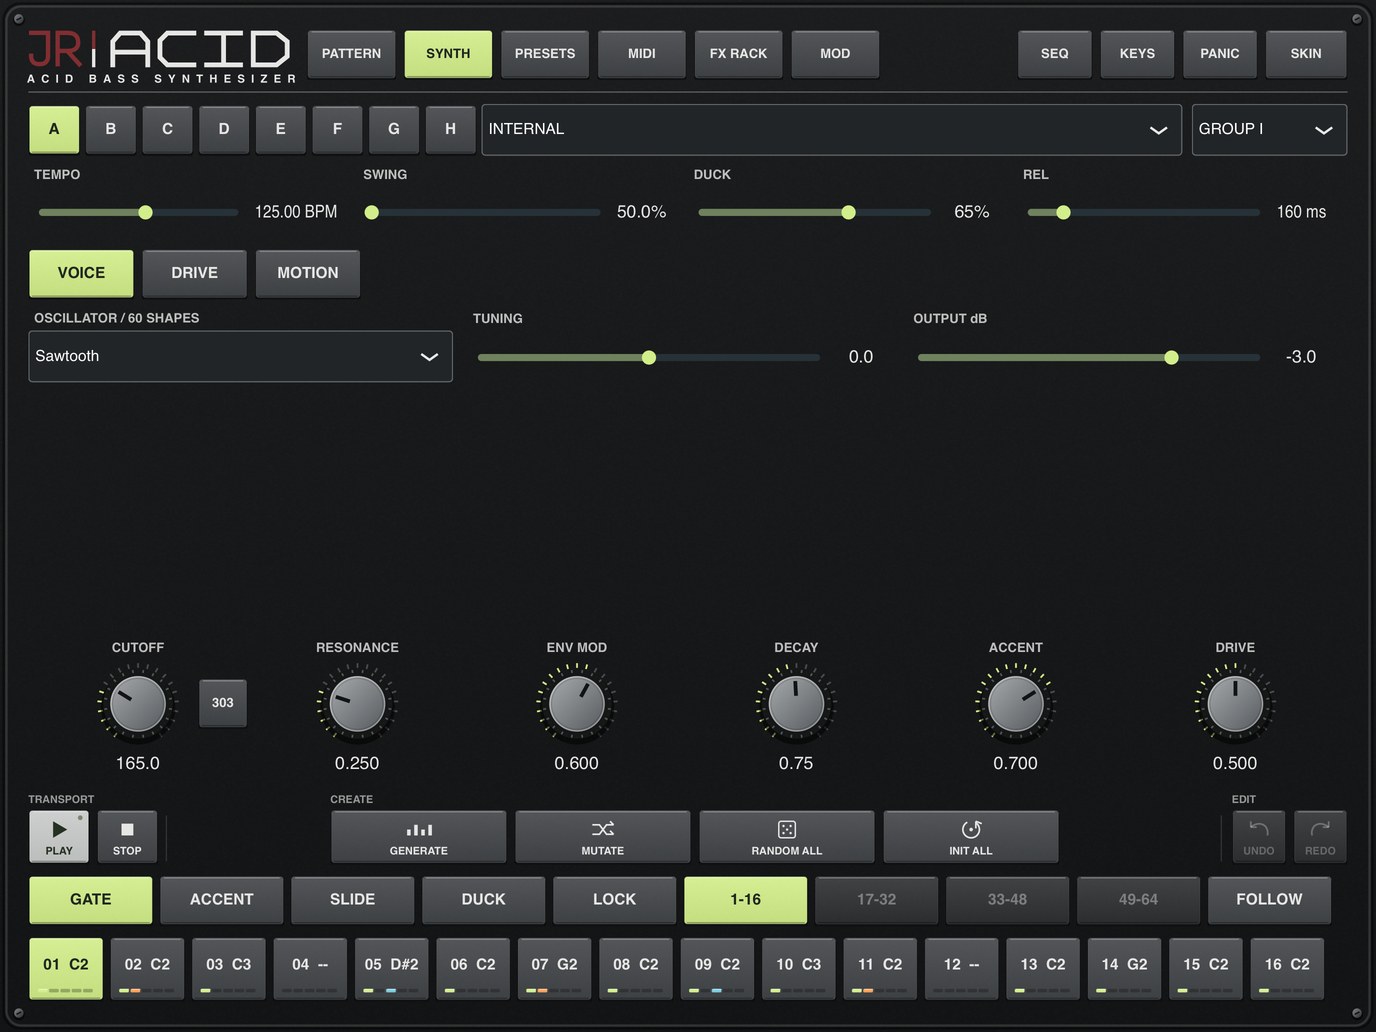 JR|ACID
ACID BASS SYNTHESIZER
PATTERN SYNTH PRESETS MIDI FX RACK MOD SEQ KEYS PANIC SKIN
A B C D E F G H INTERNAL GROUP I
TEMPO SWING DUCK REL
125.00 BPM 50.0% 65% 160 ms
VOICE DRIVE MOTION
OSCILLATOR / 60 SHAPES TUNING OUTPUT dB
Sawtooth 0.0 -3.0
CUTOFF RESONANCE ENV MOD DECAY ACCENT DRIVE
303
165.0 0.250 0.600 0.75 0.700 0.500
TRANSPORT CREATE EDIT
PLAY STOP GENERATE MUTATE RANDOM ALL INIT ALL UNDO REDO
GATE ACCENT SLIDE DUCK LOCK 1-16 17-32 33-48 49-64 FOLLOW
01 C2 02 C2 03 C3 04 -- 05 D#2 06 C2 07 G2 08 C2 09 C2 10 C3 11 C2 12 -- 13 C2 14 G2 15 C2 16 C2